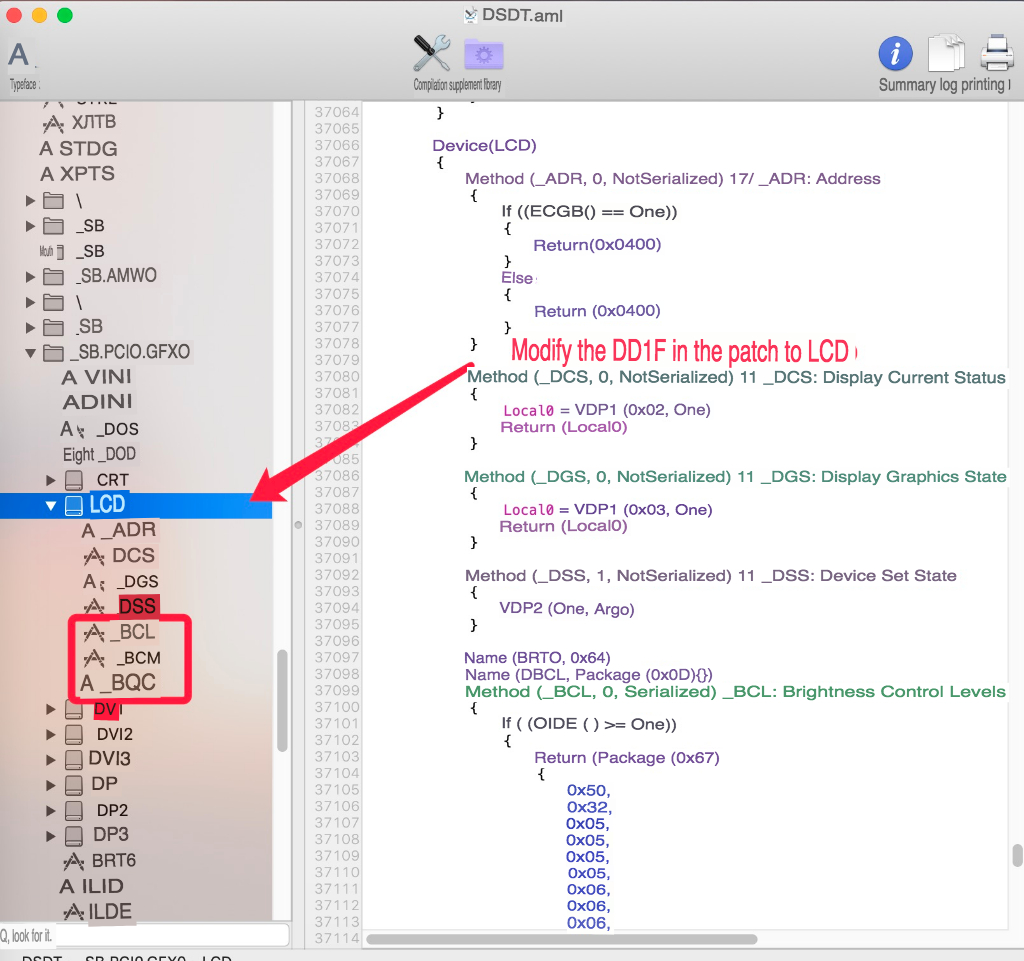 DSDT.aml
A
Typeface :
Compilation supplement library
Summary log printing
ХЛТВ
A STDG
A XPTS
\
_SB
Mouth
_SB
_SB.AMWO
\
_SB
_SB.PCIO.GFXO
A VINI
ADINI
A _DOS
Eight _DOD
CRT
LCD
A _ADR
DCS
A _DGS
DSS
_BCL
_BCM
A _BQC
DV1
DVI2
DVI3
DP
DP2
DP3
BRT6
A ILID
ILDE
Q, look for it.
DSDT _SB.PCI0.GFX0 LCD
37064 }
37065
37066 Device(LCD)
37067 {
37068 Method (_ADR, 0, NotSerialized) 17/ _ADR: Address
37069 {
37070 If ((ECGB() == One))
37071 {
37072 Return(0x0400)
37073 }
37074 Else
37075 {
37076 Return (0x0400)
37077 }
37078 }
Modify the DD1F in the patch to LCD
37079
37080 Method (_DCS, 0, NotSerialized) 11 _DCS: Display Current Status
37081 {
37082 Local0 = VDP1 (0x02, One)
37083 Return (Local0)
}
37085
37086 Method (_DGS, 0, NotSerialized) 11 _DGS: Display Graphics State
37087 {
37088 Local0 = VDP1 (0x03, One)
37089 Return (Local0)
37090 }
37091
37092 Method (_DSS, 1, NotSerialized) 11 _DSS: Device Set State
37093 {
37094 VDP2 (One, Argo)
37095 }
37096
37097 Name (BRTO, 0x64)
37098 Name (DBCL, Package (0x0D){})
37099 Method (_BCL, 0, Serialized) _BCL: Brightness Control Levels
37100 {
37101 If ( (OIDE ( ) >= One))
37102 {
37103 Return (Package (0x67)
37104 {
37105 0x50,
37106 0x32,
37107 0x05,
37108 0x05,
37109 0x05,
37110 0x05,
37111 0x06,
37112 0x06,
37113 0x06,
37114